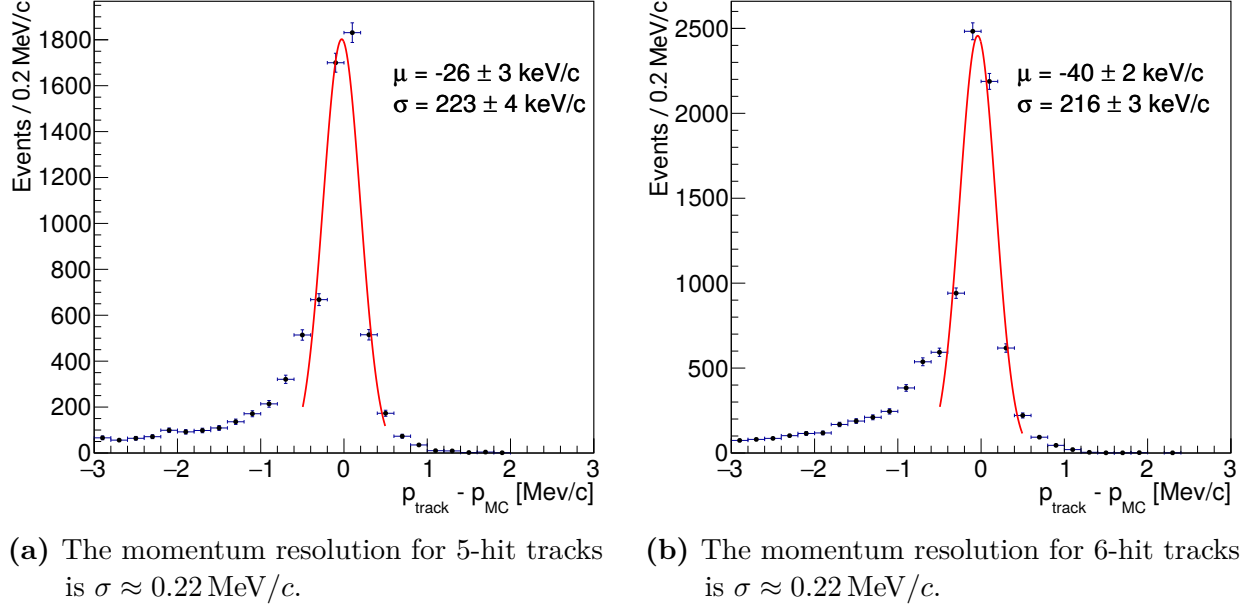 Events / 0.2 MeV/c
1800
1600
1400
1200
1000
800
600
400
200
0
−3 −2 −1 0 1 2 3
p_track - p_MC [Mev/c]
μ = -26 ± 3 keV/c
σ = 223 ± 4 keV/c
(a) The momentum resolution for 5-hit tracks
is σ ≈ 0.22 MeV/c.
Events / 0.2 MeV/c
2500
2000
1500
1000
500
0
−3 −2 −1 0 1 2 3
p_track - p_MC [Mev/c]
μ = -40 ± 2 keV/c
σ = 216 ± 3 keV/c
(b) The momentum resolution for 6-hit tracks
is σ ≈ 0.22 MeV/c.